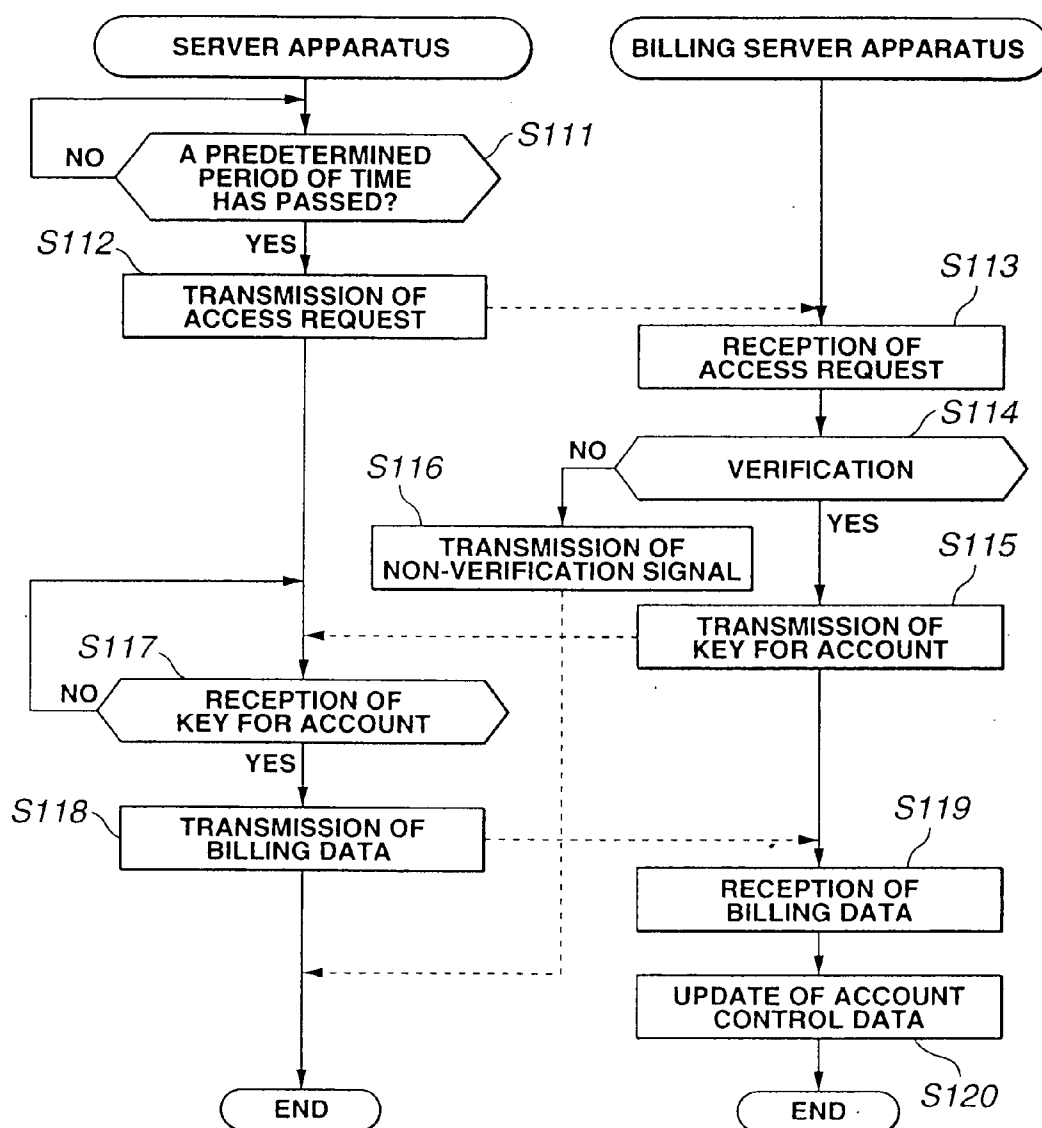 SERVER APPARATUS
BILLING SERVER APPARATUS
S111
NO
A PREDETERMINED
PERIOD OF TIME
HAS PASSED?
YES
S112
TRANSMISSION OF
ACCESS REQUEST
S113
RECEPTION OF
ACCESS REQUEST
S114
NO
VERIFICATION
YES
S116
TRANSMISSION OF
NON-VERIFICATION SIGNAL
S115
TRANSMISSION OF
KEY FOR ACCOUNT
S117
NO
RECEPTION OF
KEY FOR ACCOUNT
YES
S118
TRANSMISSION OF
BILLING DATA
S119
RECEPTION OF
BILLING DATA
UPDATE OF ACCOUNT
CONTROL DATA
S120
END
END